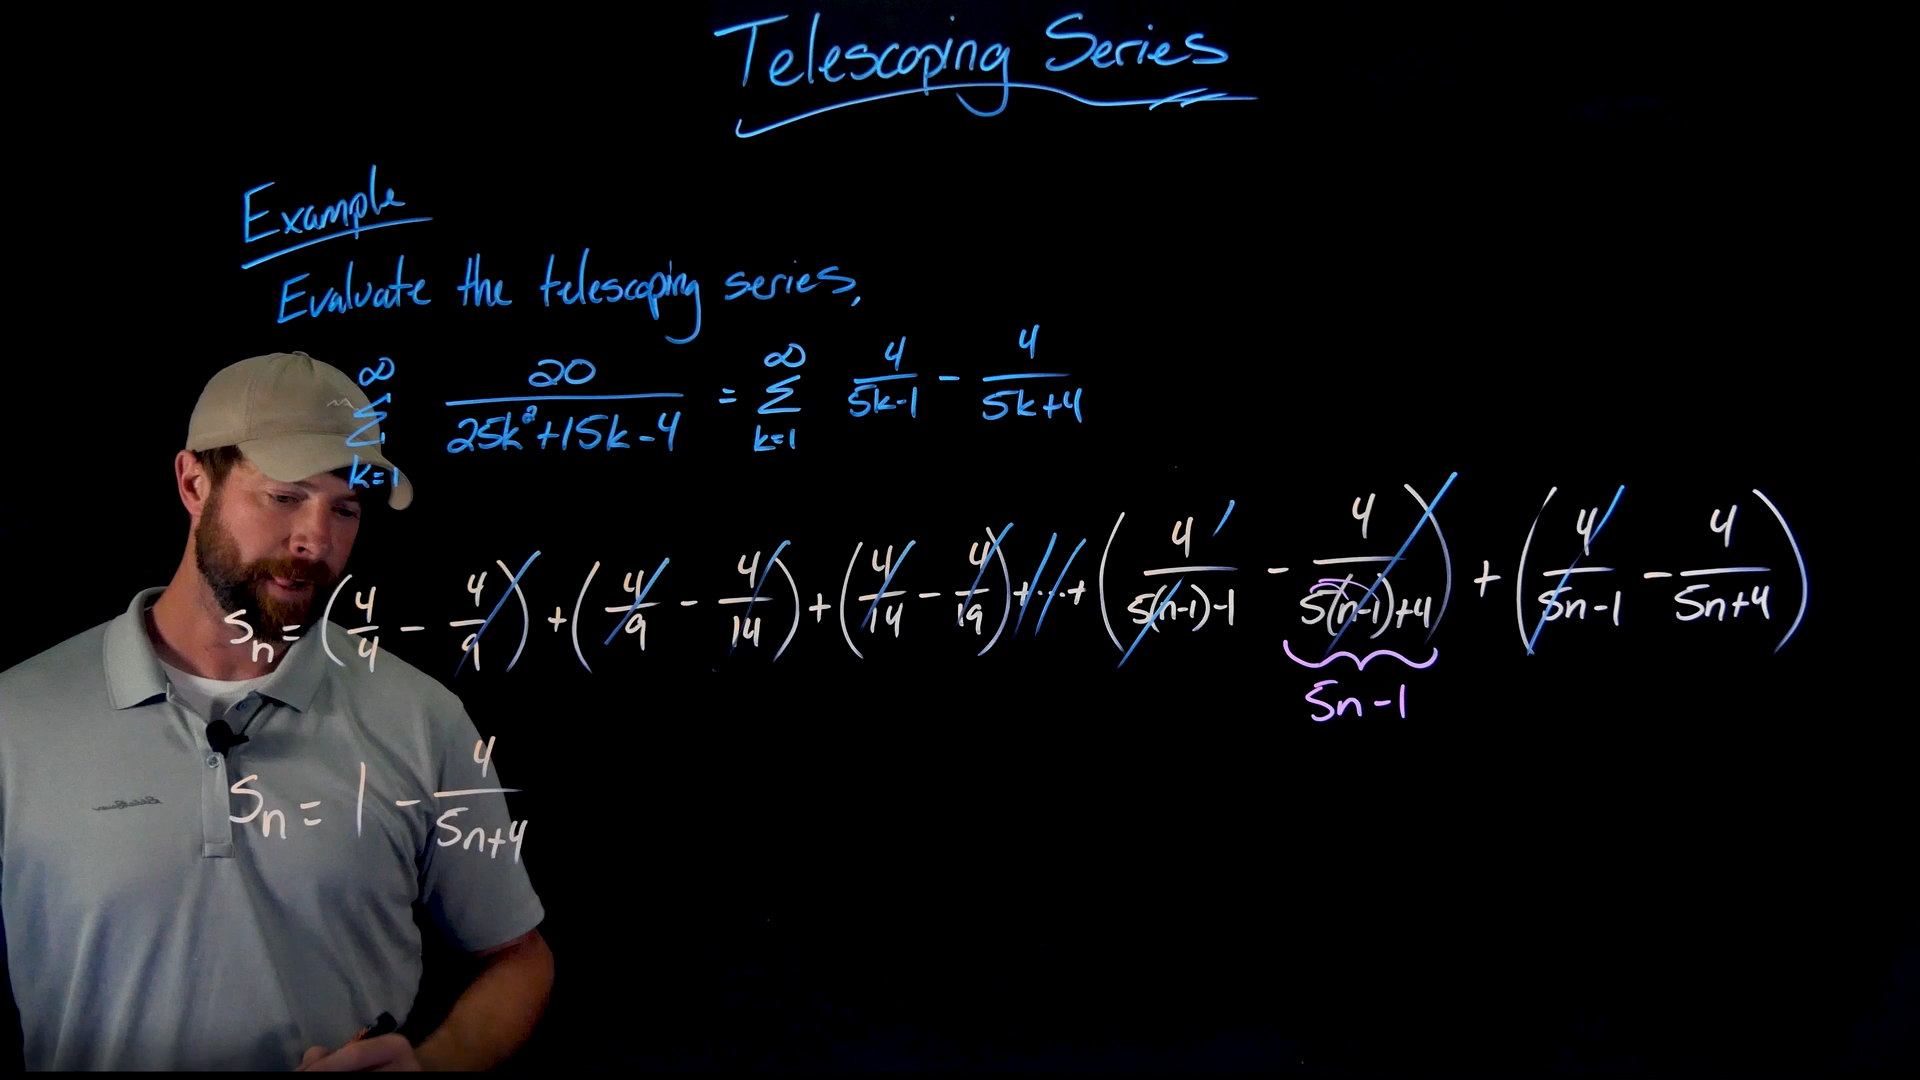 Telescoping Series
Example
Evaluate the telescoping series,
∞∑k=1 20/(25k²+15k-4) = ∞∑k=1 4/(5k-1) - 4/(5k+4)
Sn = (4/4 - 4/9) + (4/9 - 4/14) + (4/14 - 4/19) + ... + (4/(5(n-1)-1) - 4/(5(n-1)+4)) + (4/(5n-1) - 4/(5n+4))
5n-1
Sn = 1 - 4/(5n+4)